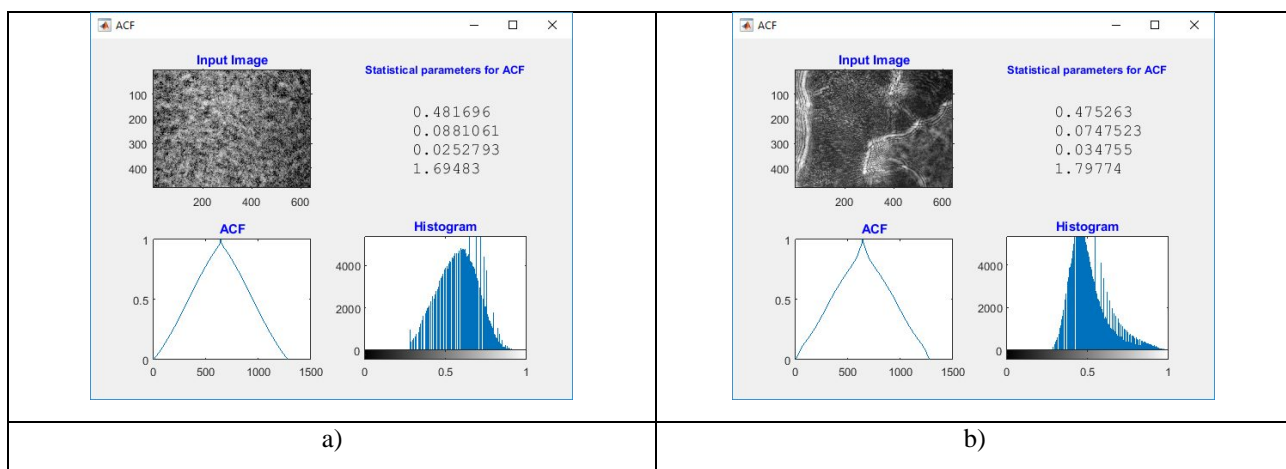 ACF
Input Image
100
200
300
400
200 400 600
Statistical parameters for ACF
0.481696
0.0881061
0.0252793
1.69483
ACF
1
0.5
0
0 500 1000 1500
Histogram
4000
2000
0
0 0.5 1
a)
ACF
Input Image
100
200
300
400
200 400 600
Statistical parameters for ACF
0.475263
0.0747523
0.034755
1.79774
ACF
1
0.5
0
0 500 1000 1500
Histogram
4000
2000
0
0 0.5 1
b)